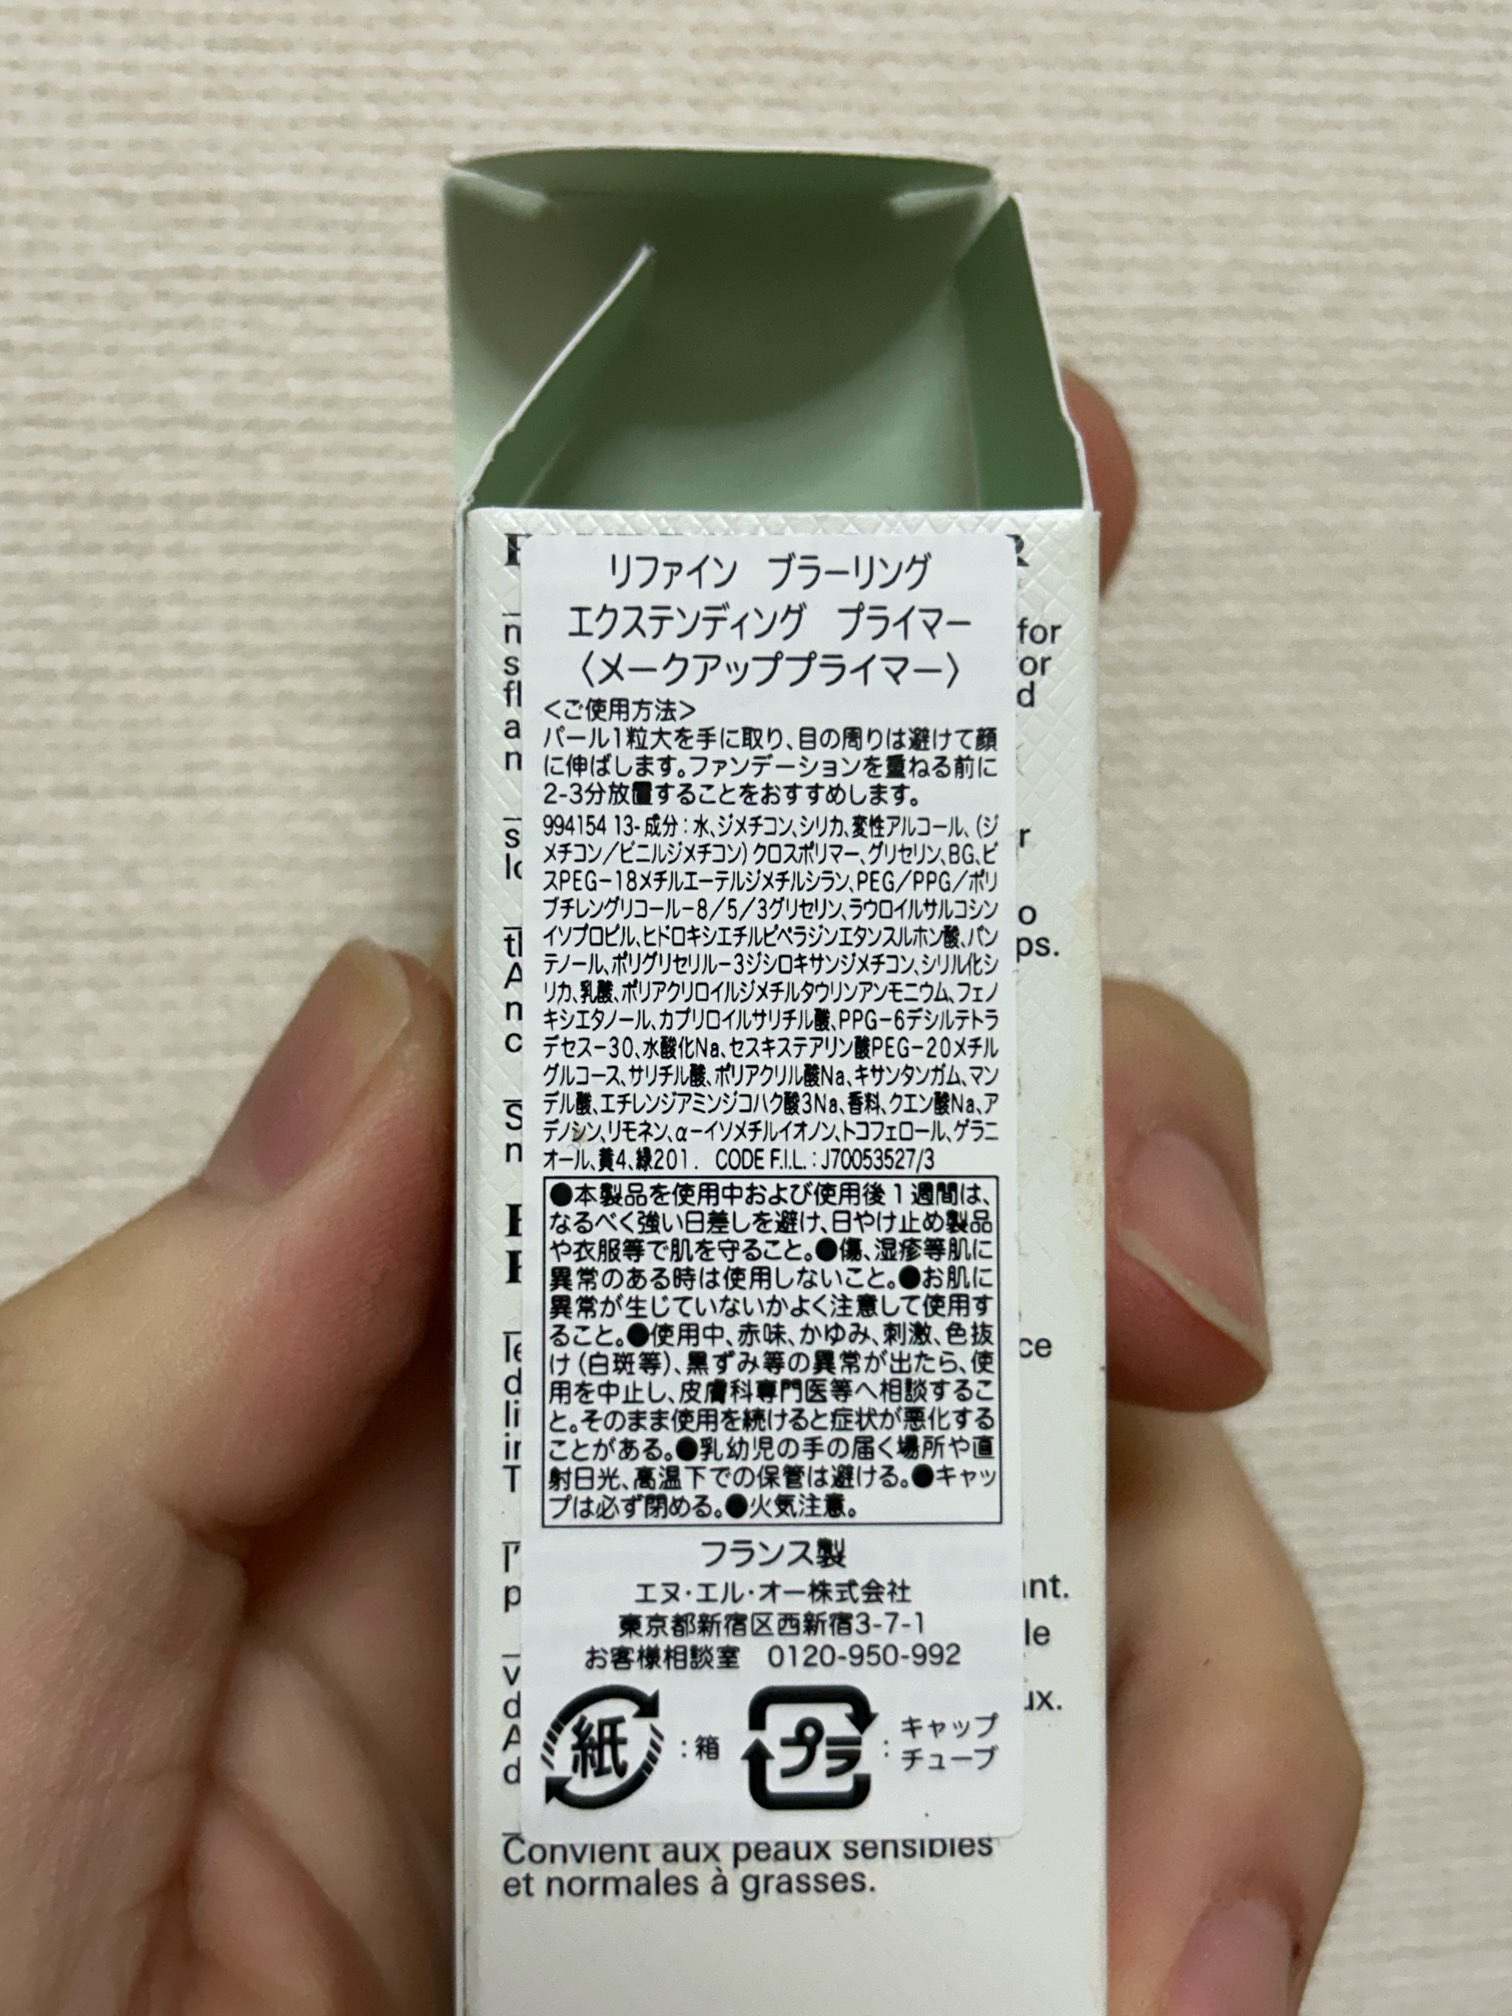 リファイン ブラーリング
エクステンディング プライマー
〈メークアッププライマー〉
<ご使用方法>
パール1粒大を手に取り、目の周りは避けて顔
に伸ばします。ファンデーションを重ねる前に
2-3分放置することをおすすめします。
994154 13- 成分：水、ジメチコン、シリカ、変性アルコール、(ジ
メチコン/ビニルジメチコン) クロスポリマー、グリセリン、BG、ビ
スPEG-18メチルエーテルジメチルシラン、PEG/PPG/ポリ
ブチレングリコール-8/5/3グリセリン、ラウロイルサルコシン
イソプロピル、ヒドロキシエチルピペラジンエタンスルホン酸、パン
テノール、ポリグリセリル-3ジシロキサンジメチコン、シリル化シ
リカ、乳酸、ポリアクリロイルジメチルタウリンアンモニウム、フェノ
キシエタノール、カプリロイルサリチル酸、PPG-6デシルテトラ
デセス-30、水酸化Na、セスキステアリン酸PEG-20メチル
グルコース、サリチル酸、ポリアクリル酸Na、キサンタンガム、マン
デル酸、エチレンジアミンジコハク酸3Na、香料、クエン酸Na、ア
デノシン、リモネン、α-イソメチルイオノン、トコフェロール、ゲラニ
オール、黄4、緑201． CODE F.I.L.：J70053527/3
●本製品を使用中および使用後1週間は、
なるべく強い日差しを避け、日やけ止め製品
や衣服等で肌を守ること。●傷、湿疹等肌に
異常のある時は使用しないこと。●お肌に
異常が生じていないかよく注意して使用す
ること。●使用中、赤味、かゆみ、刺激、色抜
け(白斑等)、黒ずみ等の異常が出たら、使
用を中止し、皮膚科専門医等へ相談するこ
と。そのまま使用を続けると症状が悪化する
ことがある。●乳幼児の手の届く場所や直
射日光、高温下での保管は避ける。●キャッ
プは必ず閉める。●火気注意。
フランス製
エヌ・エル・オー株式会社
東京都新宿区西新宿3-7-1
お客様相談室 0120-950-992
紙：箱 プラ：キャップ
チューブ
Convient aux peaux sensibles
et normales à grasses.